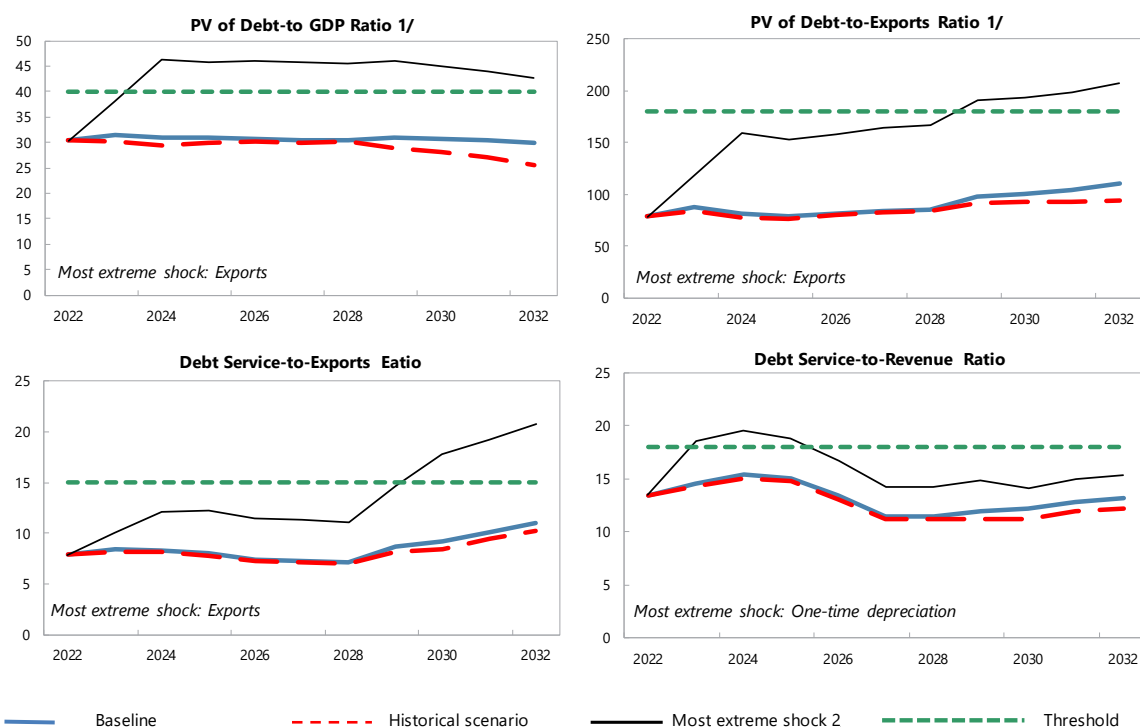 PV of Debt-to GDP Ratio 1/
50
45
40
35
30
25
20
15
10
5
0
Most extreme shock: Exports
2022 2024 2026 2028 2030 2032
PV of Debt-to-Exports Ratio 1/
250
200
150
100
50
0
Most extreme shock: Exports
2022 2024 2026 2028 2030 2032
Debt Service-to-Exports Eatio
25
20
15
10
5
0
Most extreme shock: Exports
2022 2024 2026 2028 2030 2032
Debt Service-to-Revenue Ratio
25
20
15
10
5
0
Most extreme shock: One-time depreciation
2022 2024 2026 2028 2030 2032
Baseline Historical scenario Most extreme shock 2 Threshold